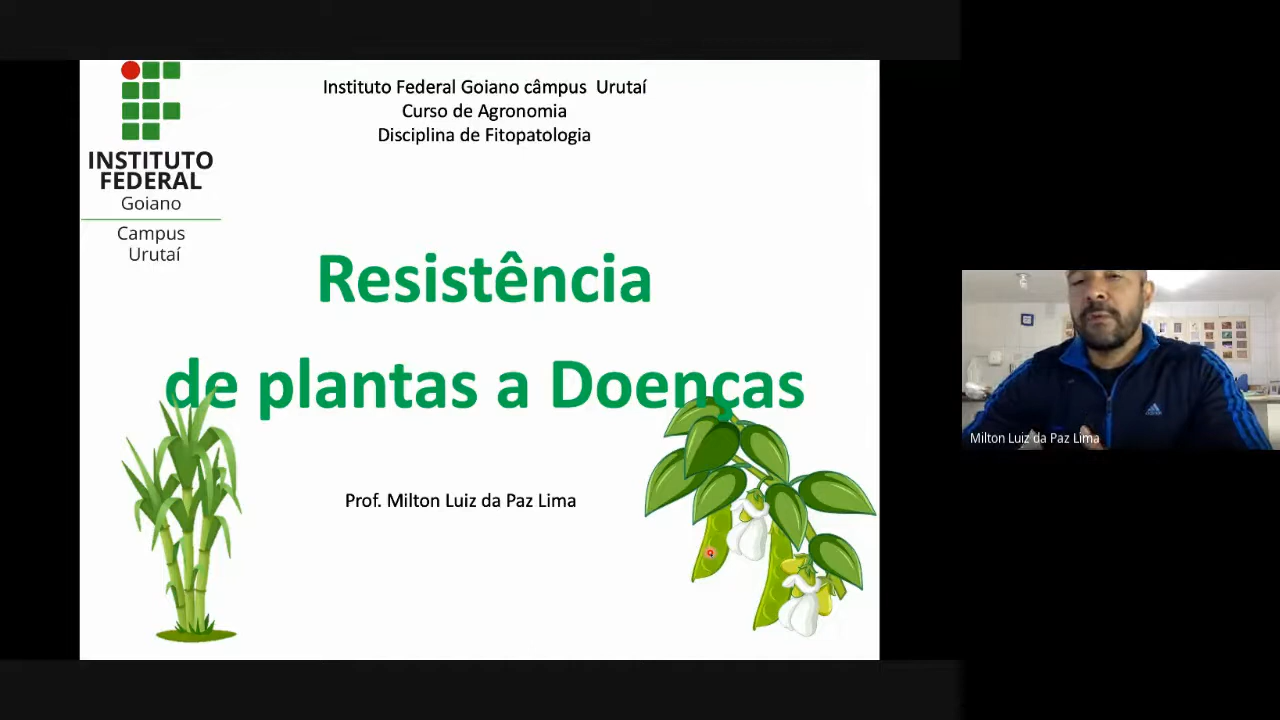 Instituto Federal Goiano câmpus Urutaí
Curso de Agronomia
Disciplina de Fitopatologia
INSTITUTO
FEDERAL
Goiano
Campus
Urutaí
Resistência
de plantas a Doenças
Prof. Milton Luiz da Paz Lima
Milton Luiz da Paz Lima